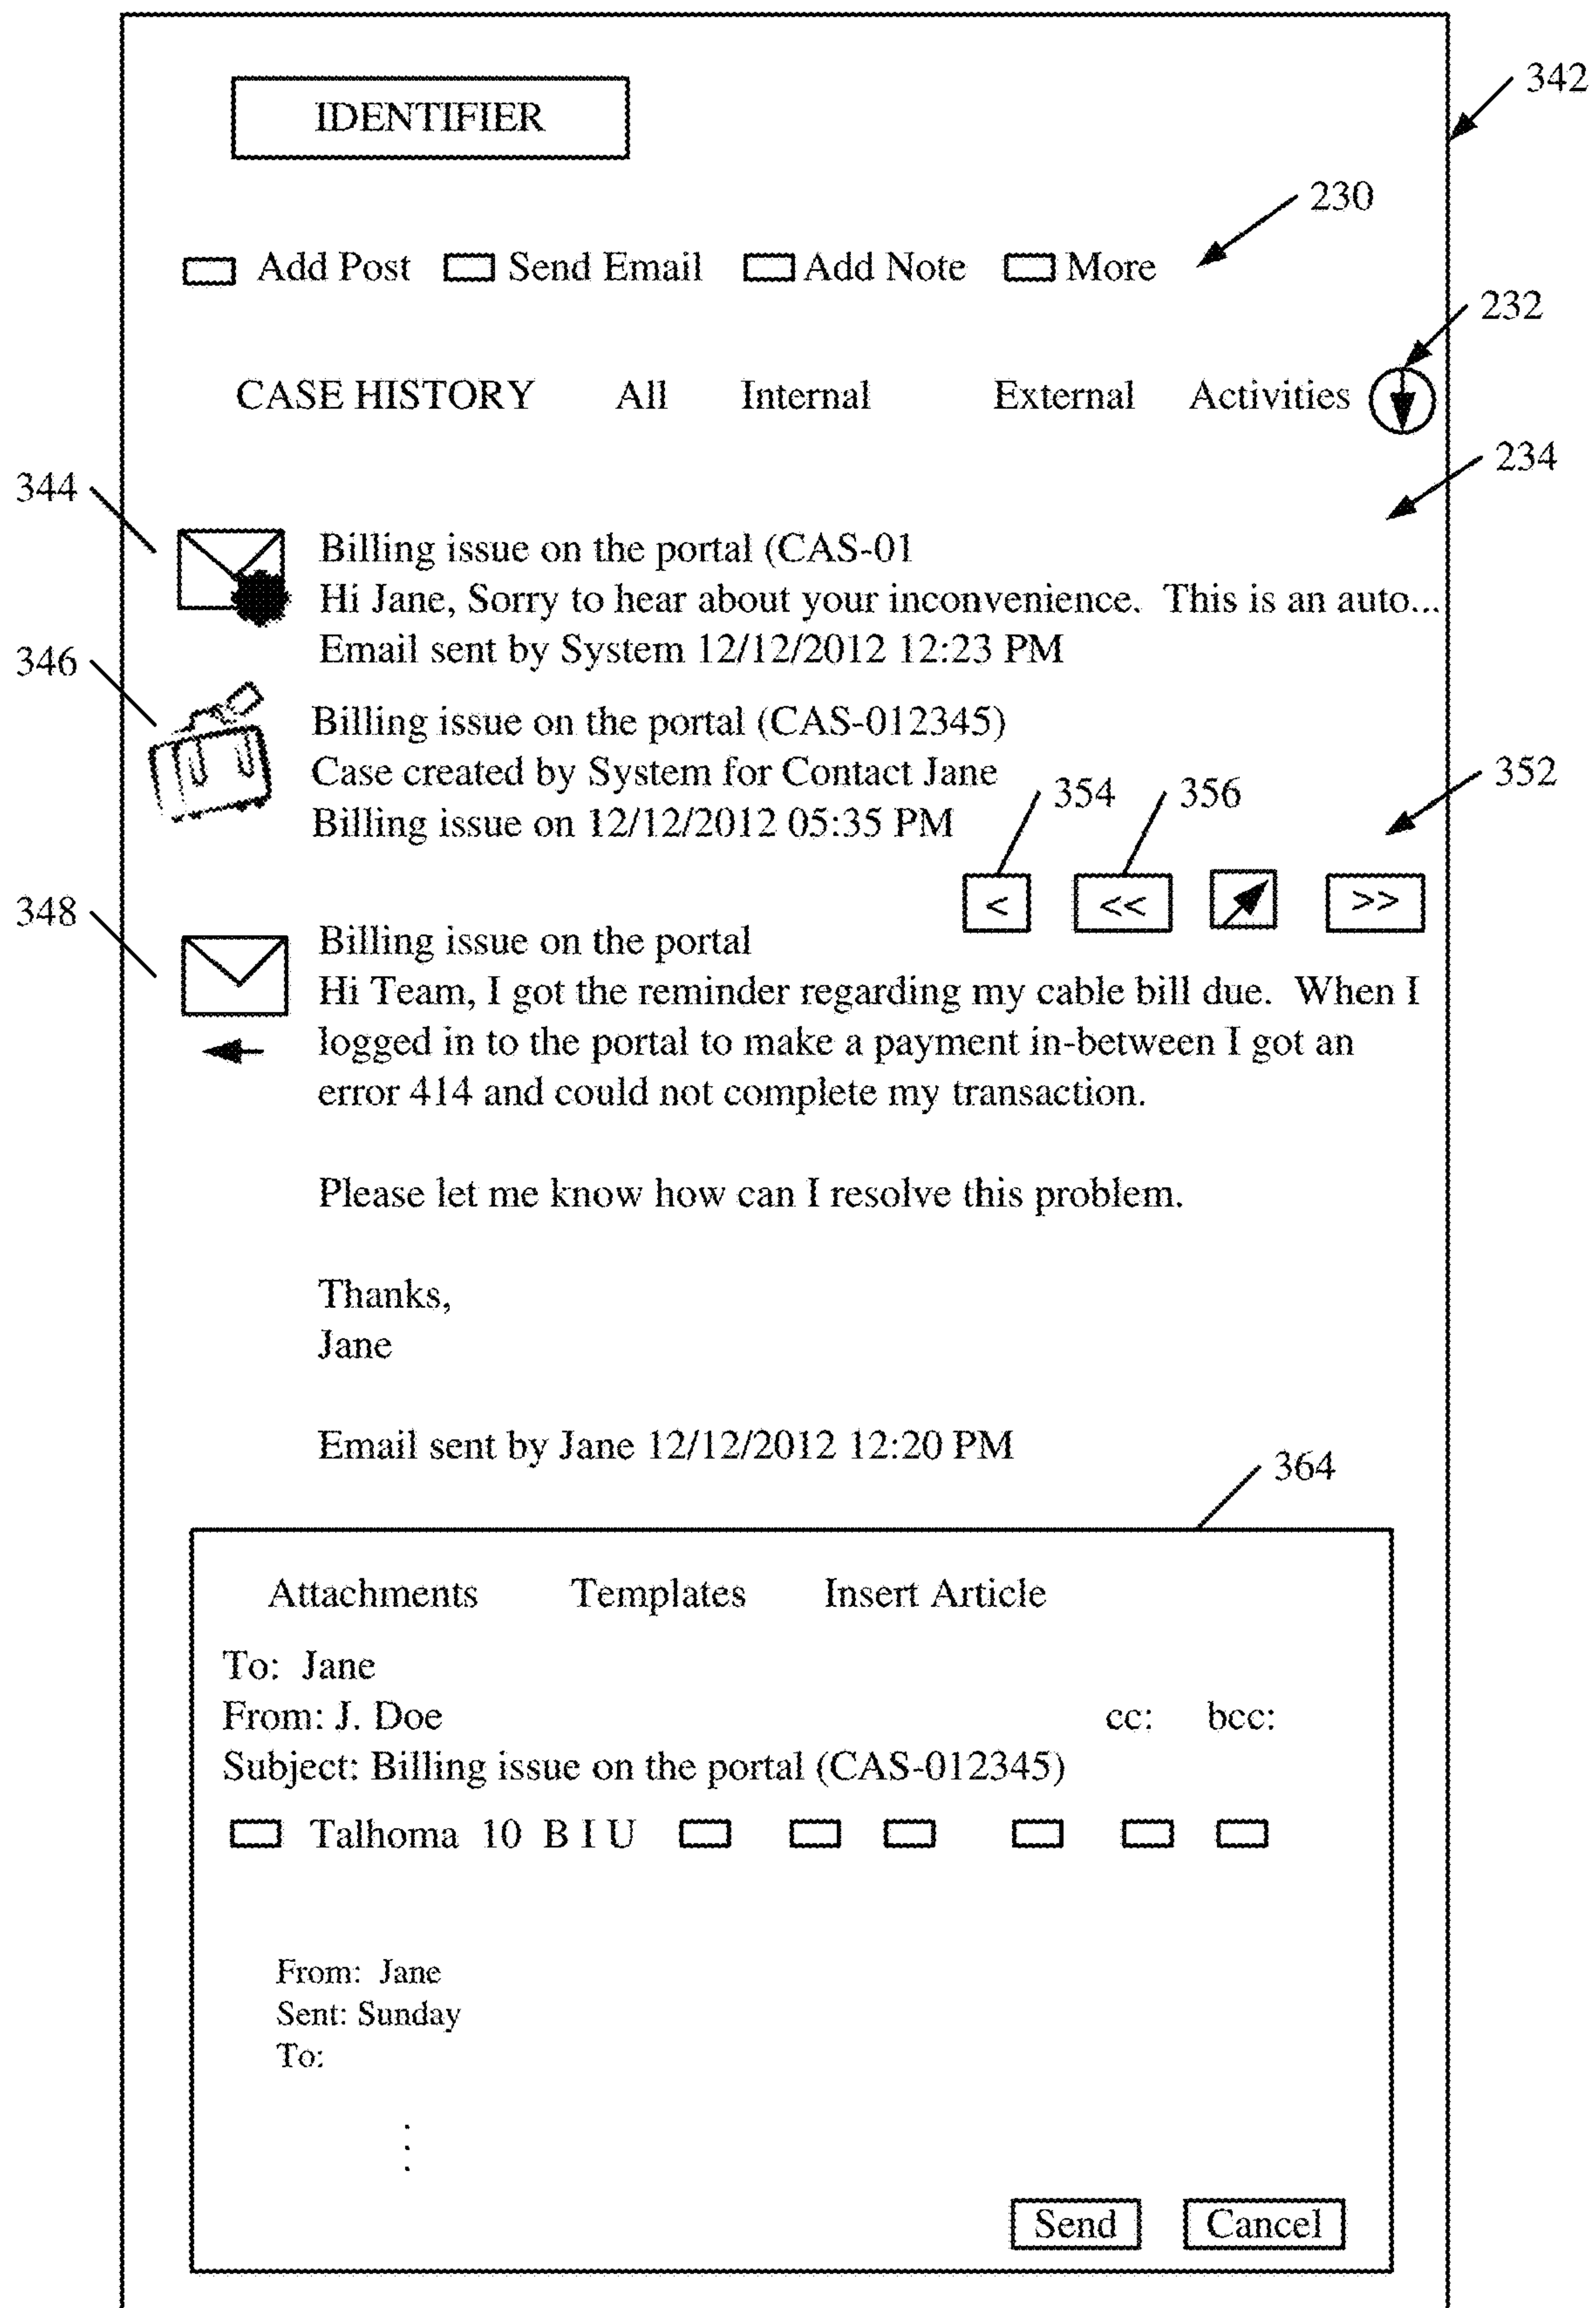 342
IDENTIFIER
230
Add Post Send Email Add Note More
232
CASE HISTORY All Internal External Activities
234
344
Billing issue on the portal (CAS-01
Hi Jane, Sorry to hear about your inconvenience. This is an auto...
Email sent by System 12/12/2012 12:23 PM
346
Billing issue on the portal (CAS-012345)
Case created by System for Contact Jane
Billing issue on 12/12/2012 05:35 PM
354 356 352
< << >>
348
Billing issue on the portal
Hi Team, I got the reminder regarding my cable bill due. When I
logged in to the portal to make a payment in-between I got an
error 414 and could not complete my transaction.
Please let me know how can I resolve this problem.
Thanks,
Jane
Email sent by Jane 12/12/2012 12:20 PM
364
Attachments Templates Insert Article
To: Jane
From: J. Doe cc: bcc:
Subject: Billing issue on the portal (CAS-012345)
Talhoma 10 B I U
From: Jane
Sent: Sunday
To:
Send Cancel